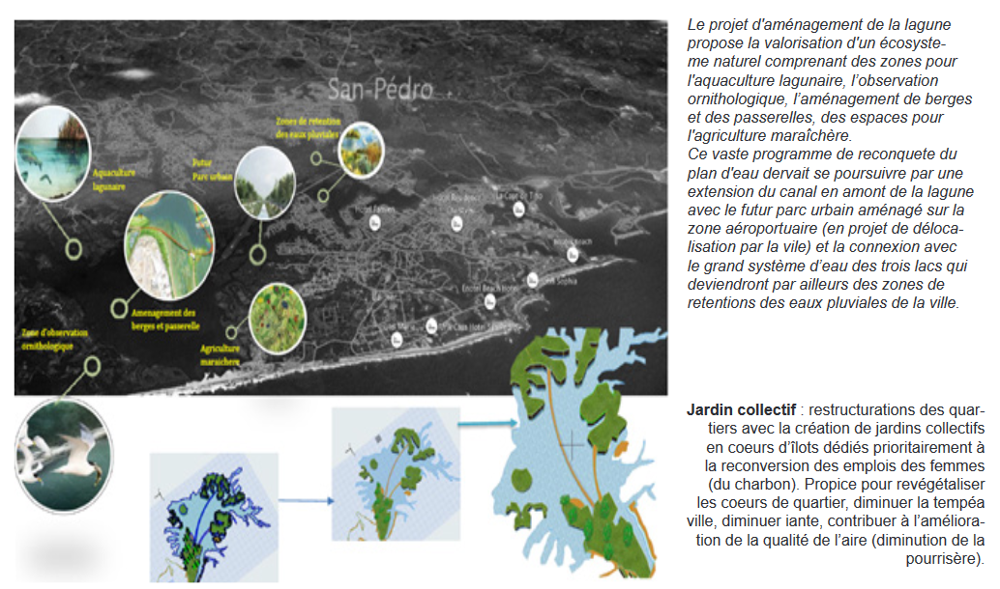 San-Pédro
Zones de retention
des eaux pluviales
Futur
Parc urbain
Aquaculture
lagunaire
Amenagement des
berges et passerelle
Zone d'observation
ornithologique
Agriculture
maraichere
Enotel Beach Hotel
Le projet d'aménagement de la lagune
propose la valorisation d'un écosyste-
me naturel comprenant des zones pour
l'aquaculture lagunaire, l'observation
ornithologique, l'aménagement de berges
et des passerelles, des espaces pour
l'agriculture maraîchère.
Ce vaste programme de reconquete du
plan d'eau dervait se poursuivre par une
extension du canal en amont de la lagune
avec le futur parc urbain aménagé sur la
zone aéroportuaire (en projet de déloca-
lisation par la vile) et la connexion avec
le grand système d'eau des trois lacs qui
deviendront par ailleurs des zones de
retentions des eaux pluviales de la ville.
Jardin collectif : restructurations des quar-
tiers avec la création de jardins collectifs
en coeurs d'îlots dédiés prioritairement à
la reconversion des emplois des femmes
(du charbon). Propice pour revégétaliser
les coeurs de quartier, diminuer la tempéa
ville, diminuer iante, contribuer à l'améliora-
tion de la qualité de l'aire (diminution de la
pourrisère).